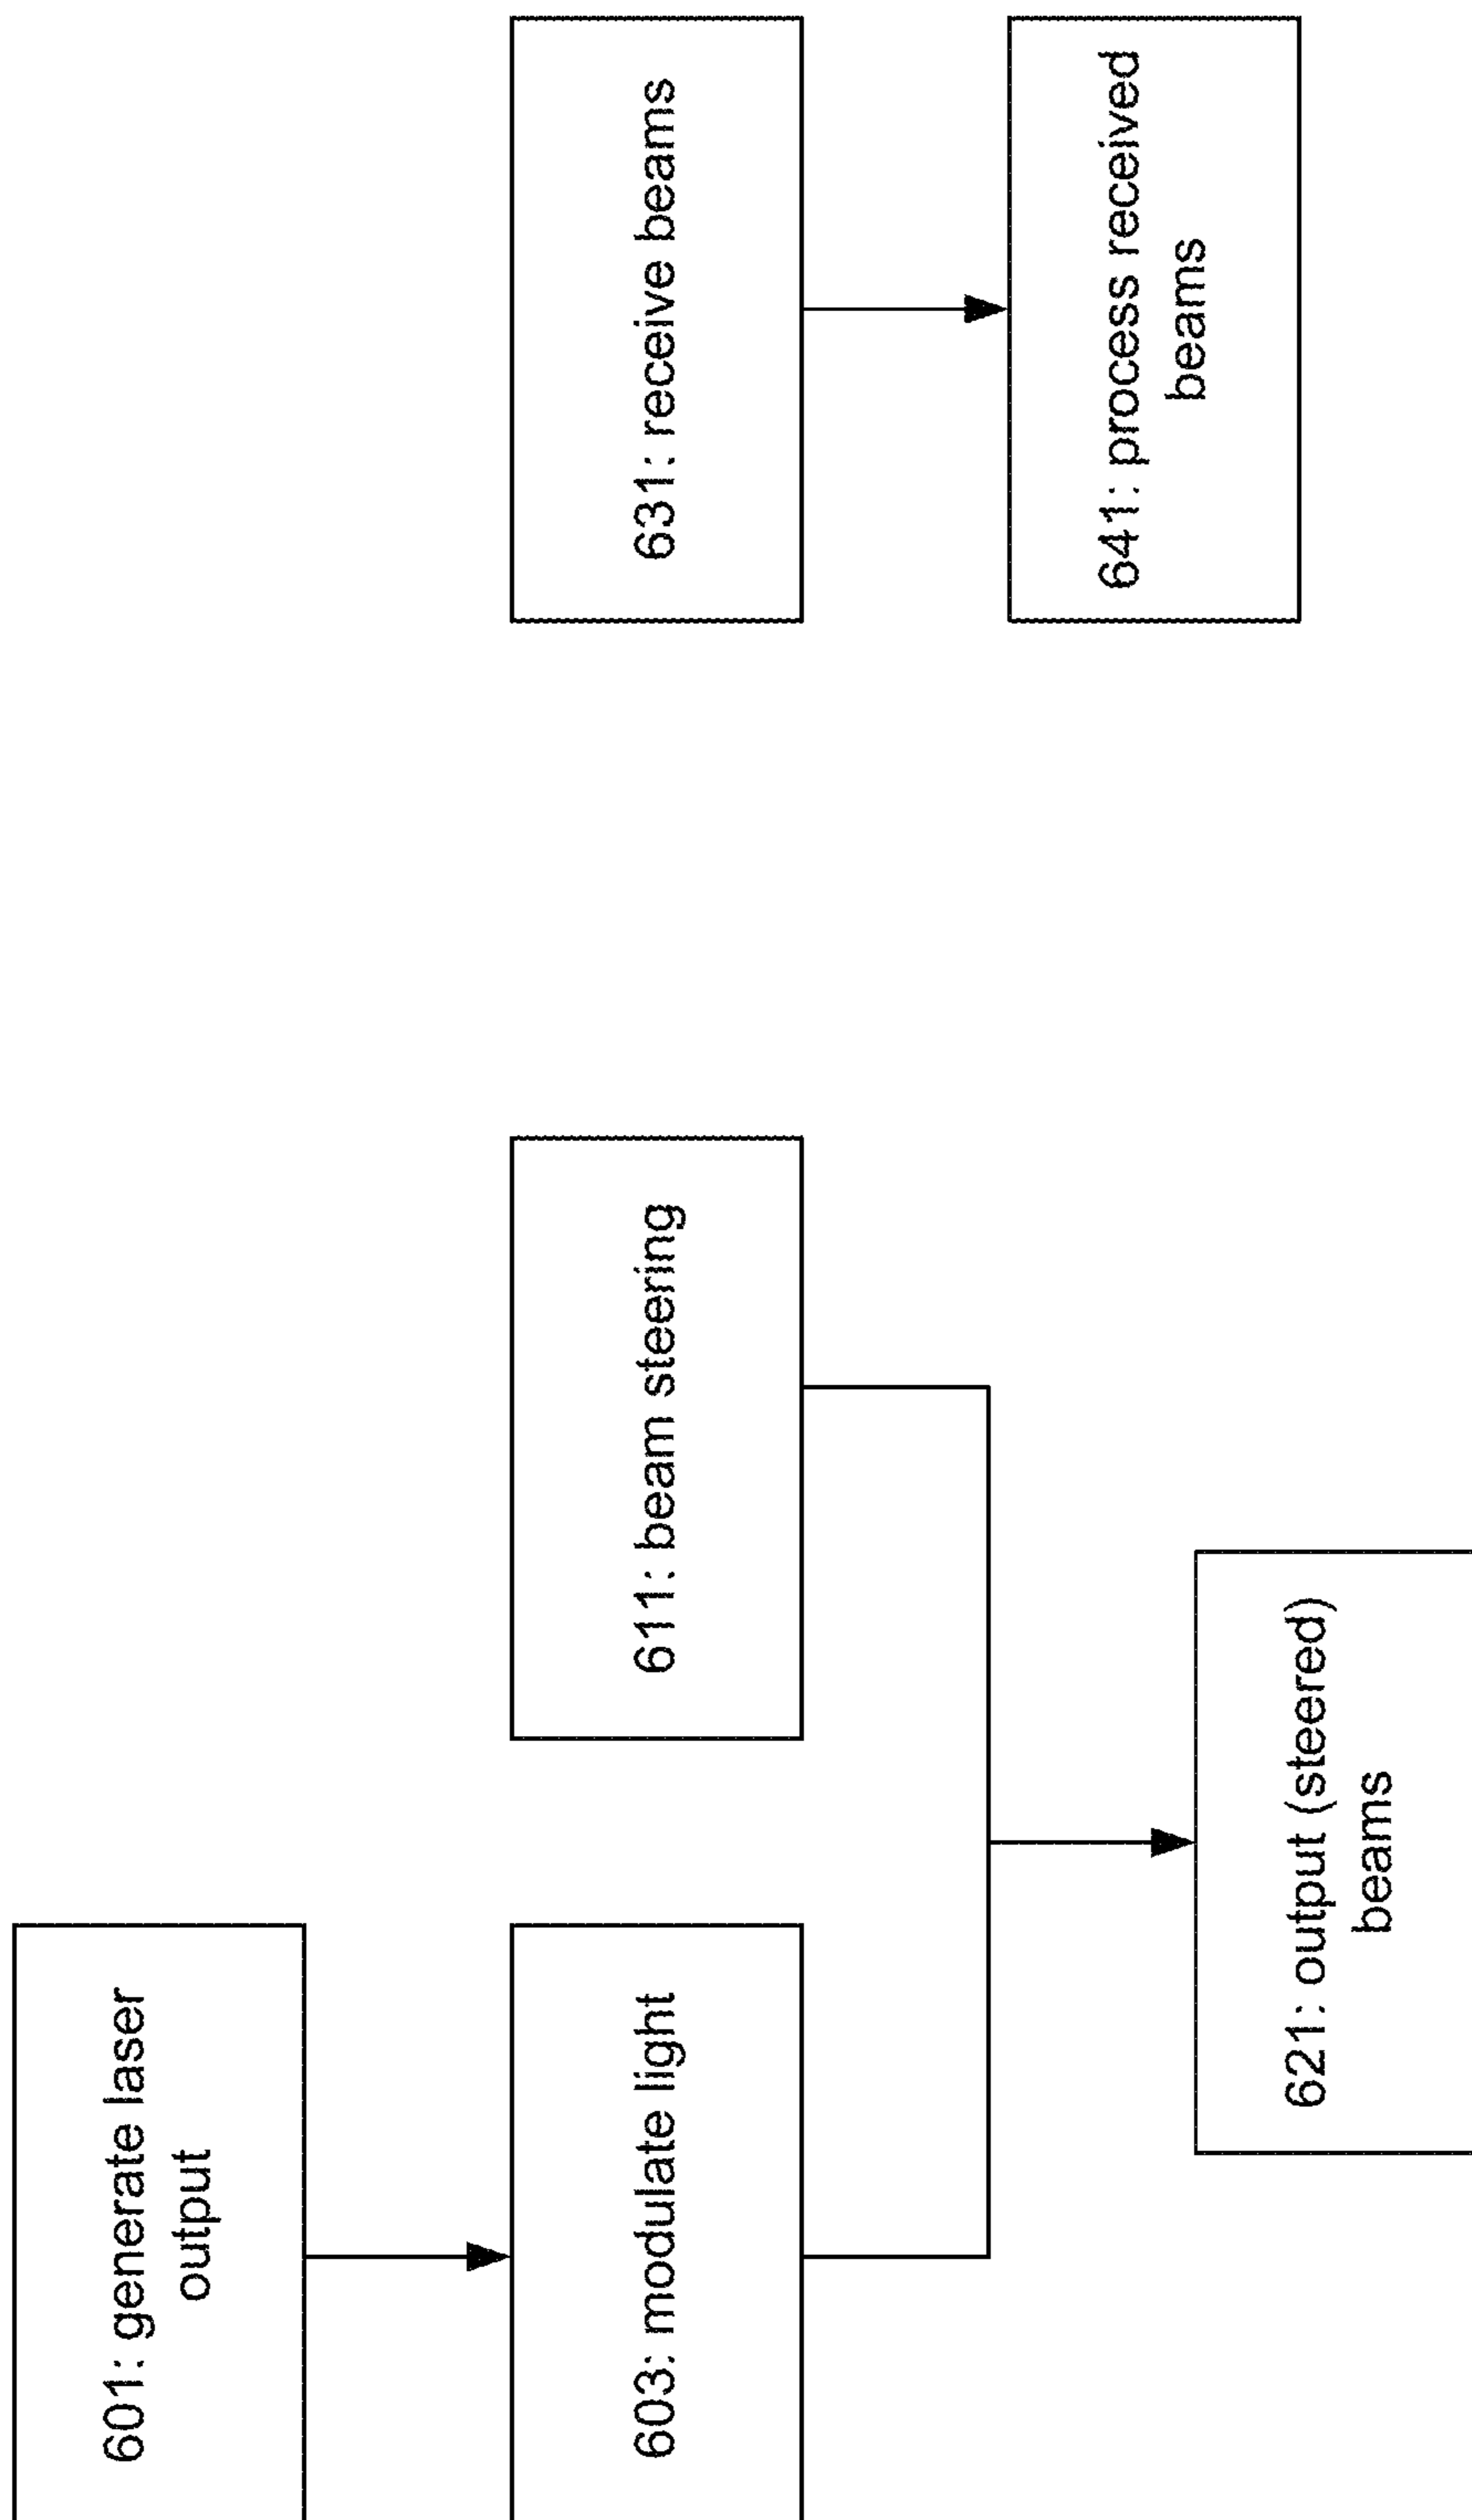 601: generate laser
output
603: modulate light
611: beam steering
621: output (steered)
beams
631: receive beams
641: process received
beams